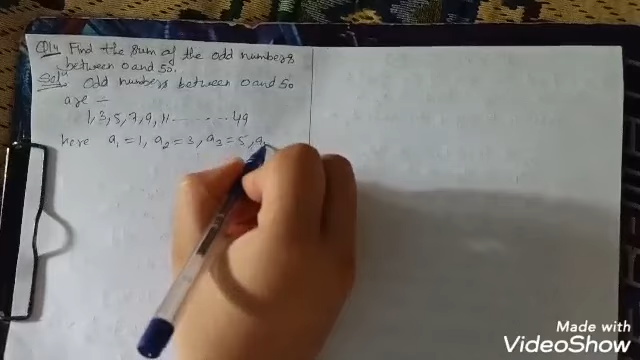 Q14 Find the sum of the odd numbers
between 0 and 50.
Solⁿ Odd numbers between 0 and 50
are -
1, 3, 5, 7, 9, 11 ........ 49
here a₁ = 1, a₂ = 3, a₃ = 5, a
Made with
VideoShow